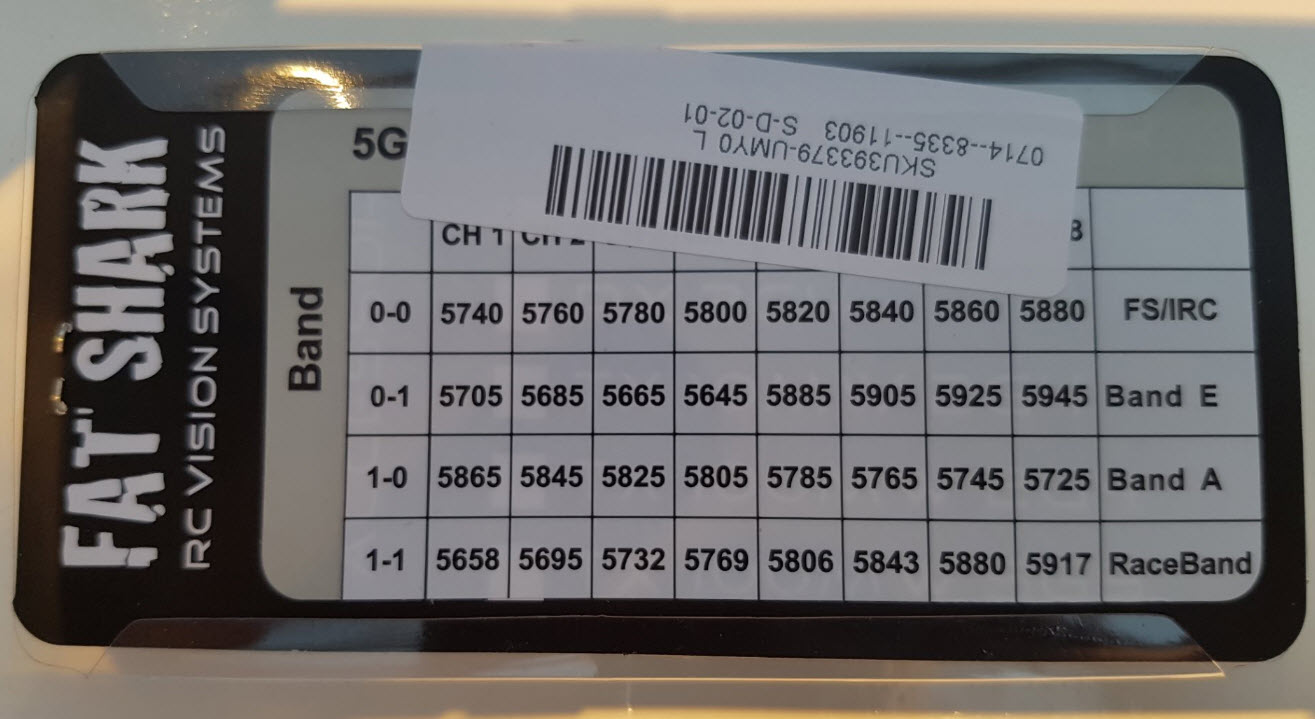 FAT SHARK
RC VISION SYSTEMS
0714--8335--11903 S-D-02-01
SKU393379-UMY0 L
5G
Band
CH 1 CH 2 8
0-0 5740 5760 5780 5800 5820 5840 5860 5880 FS/IRC
0-1 5705 5685 5665 5645 5885 5905 5925 5945 Band E
1-0 5865 5845 5825 5805 5785 5765 5745 5725 Band A
1-1 5658 5695 5732 5769 5806 5843 5880 5917 RaceBand